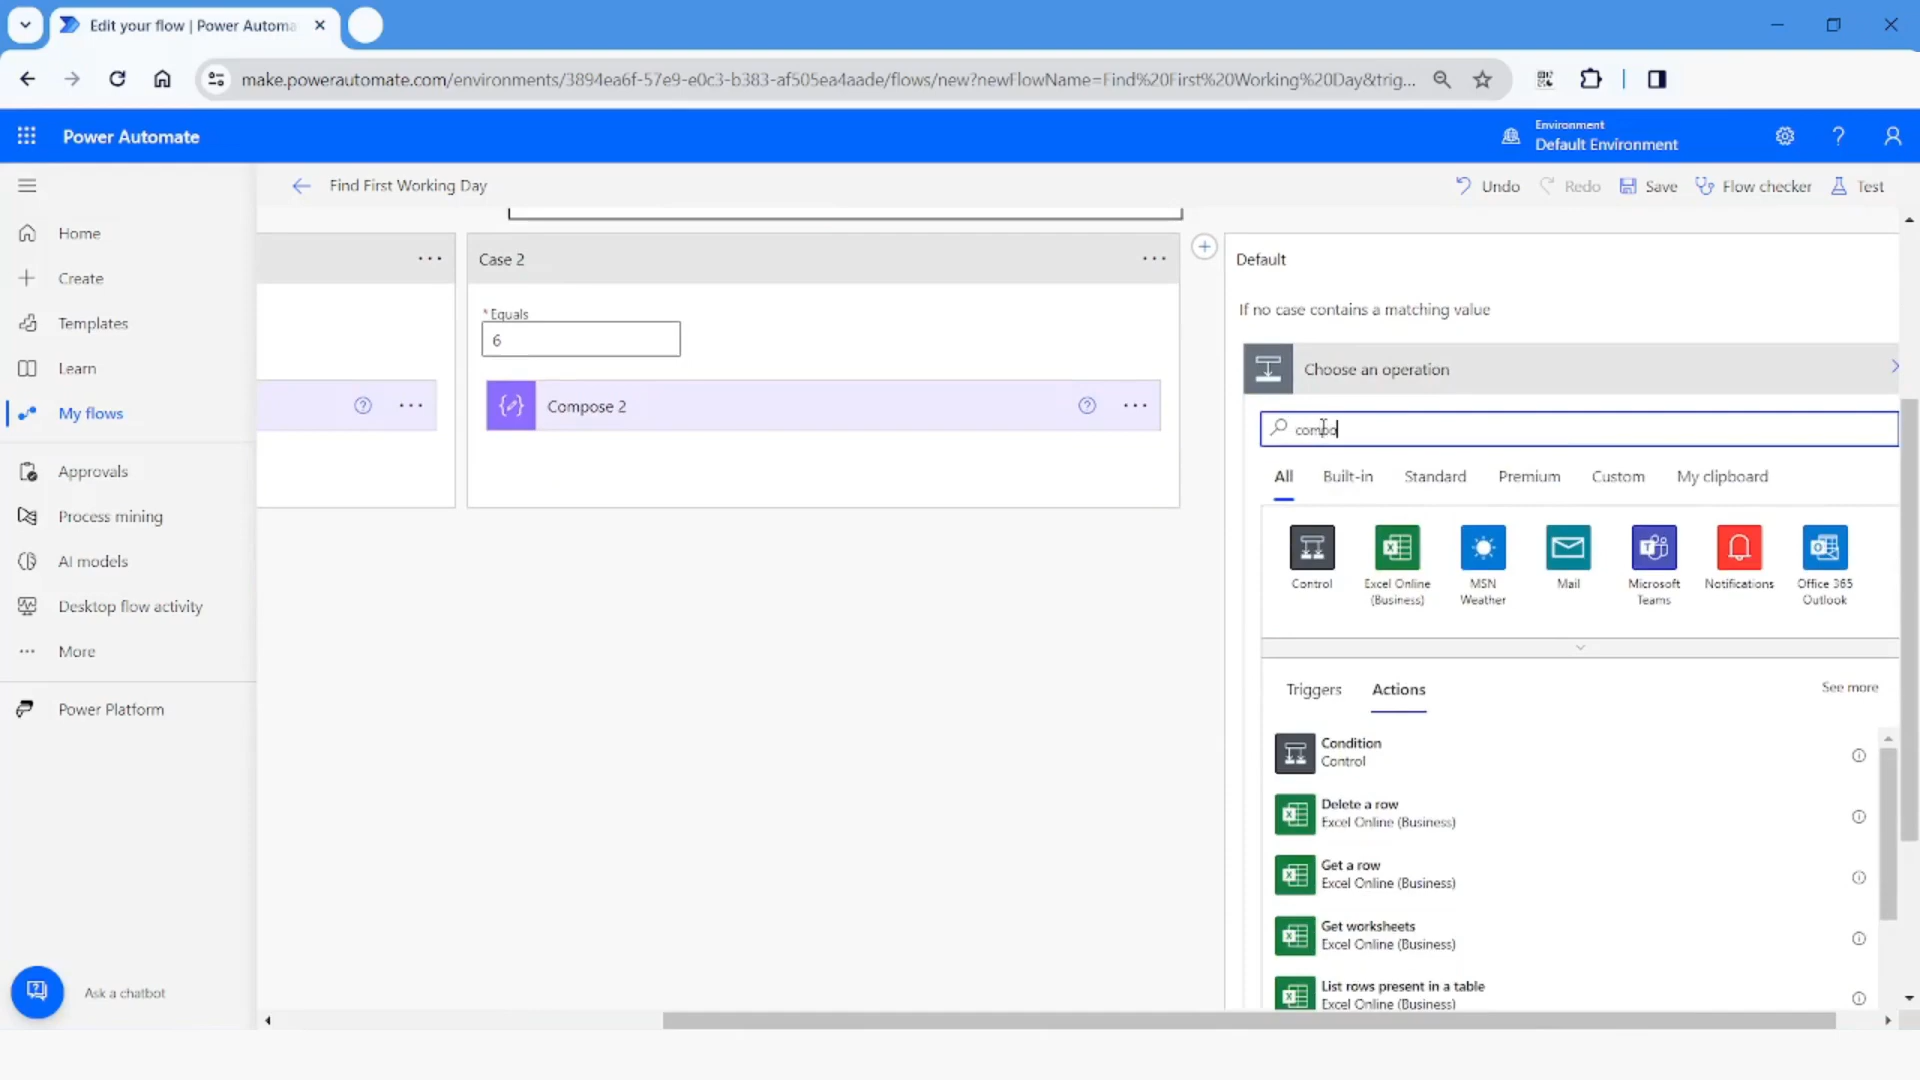 Edit your flow | Power Automa
make.powerautomate.com/environments/3894ea6f-57e9-e0c3-b383-af505ea4aade/flows/new?newFlowName=Find%20First%20Working%20Day&trig...
Power Automate
Environment
Default Environment
Find First Working Day
Undo
Redo
Save
Flow checker
Test
Home
Create
Templates
Learn
My flows
Approvals
Process mining
AI models
Desktop flow activity
More
Power Platform
Ask a chatbot
Case 2
* Equals
6
Compose 2
Default
If no case contains a matching value
Choose an operation
compo
All
Built-in
Standard
Premium
Custom
My clipboard
Control
Excel Online
(Business)
MSN
Weather
Mail
Microsoft
Teams
Notifications
Office 365
Outlook
Triggers
Actions
See more
Condition
Control
Delete a row
Excel Online (Business)
Get a row
Excel Online (Business)
Get worksheets
Excel Online (Business)
List rows present in a table
Excel Online (Business)